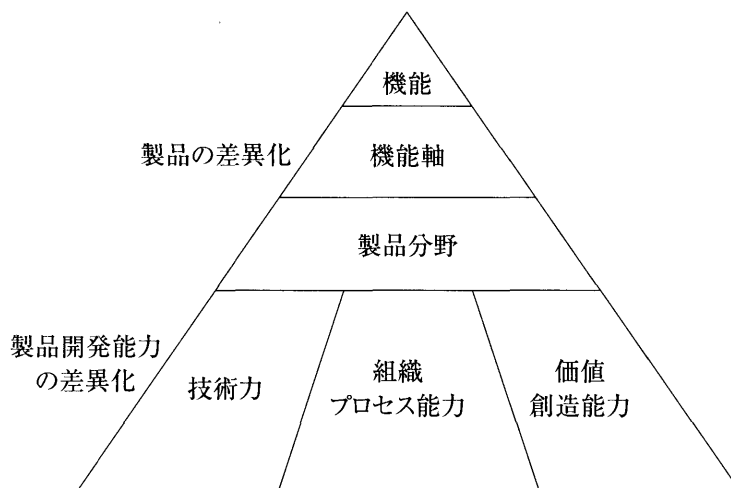 機能
製品の差異化
機能軸
製品分野
製品開発能力
の差異化
技術力
組織
プロセス能力
価値
創造能力